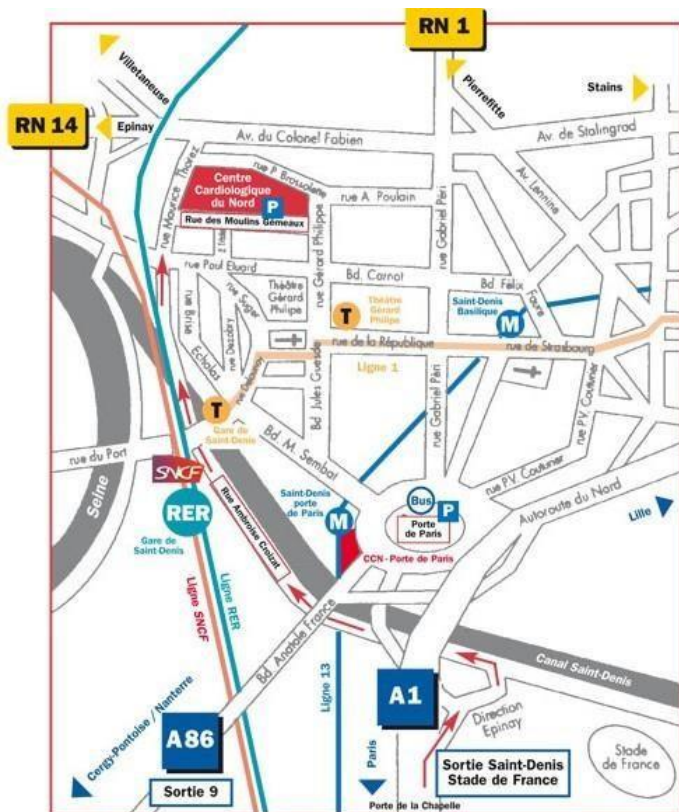 RN 1
Villetaneuse
Pierrefitte
Stains
RN 14
Epinay
Av. du Colonel Fabien
Av. de Stalingrad
rue Maurice Thorez
Centre
Cardiologique
du Nord
P
rue P. Brossolette
Rue des Moulins Gémeaux
rue A. Poulain
Av. Lennine
rue Gérard Philippe
rue Gabriel Péri
rue Paul Eluard
Bd. Carnot
Bd. Félix
Faure
rue Suger
Théâtre
Gérard
Philipe
T
Théâtre
Gérard
Philipe
Saint-Denis
Basilique
M
rue Brise
Echalas
rue Dezobry
rue de la République
rue de Strasbourg
Ligne 1
rue Delaunay
Bd Jules Guesde
rue Gabriel Péri
rue P.V. Couturier
T
Gare de
Saint-Denis
rue du Port
Bd. M. Sembat
rue P.V. Couturier
SNCF
Seine
RER
Gare de
Saint-Denis
Rue Ambroise Croizat
Saint-Denis
porte
de Paris
M
Bus
P
Porte
de Paris
Autoroute du Nord
Lille
CCN - Porte de Paris
Ligne SNCF
Ligne RER
Bd. Anatole France
Ligne 13
Canal Saint-Denis
A1
Cergy-Pontoise / Nanterre
A86
Sortie 9
Paris
Direction
Epinay
Sortie Saint-Denis
Stade de France
Stade
de France
Porte de la Chapelle